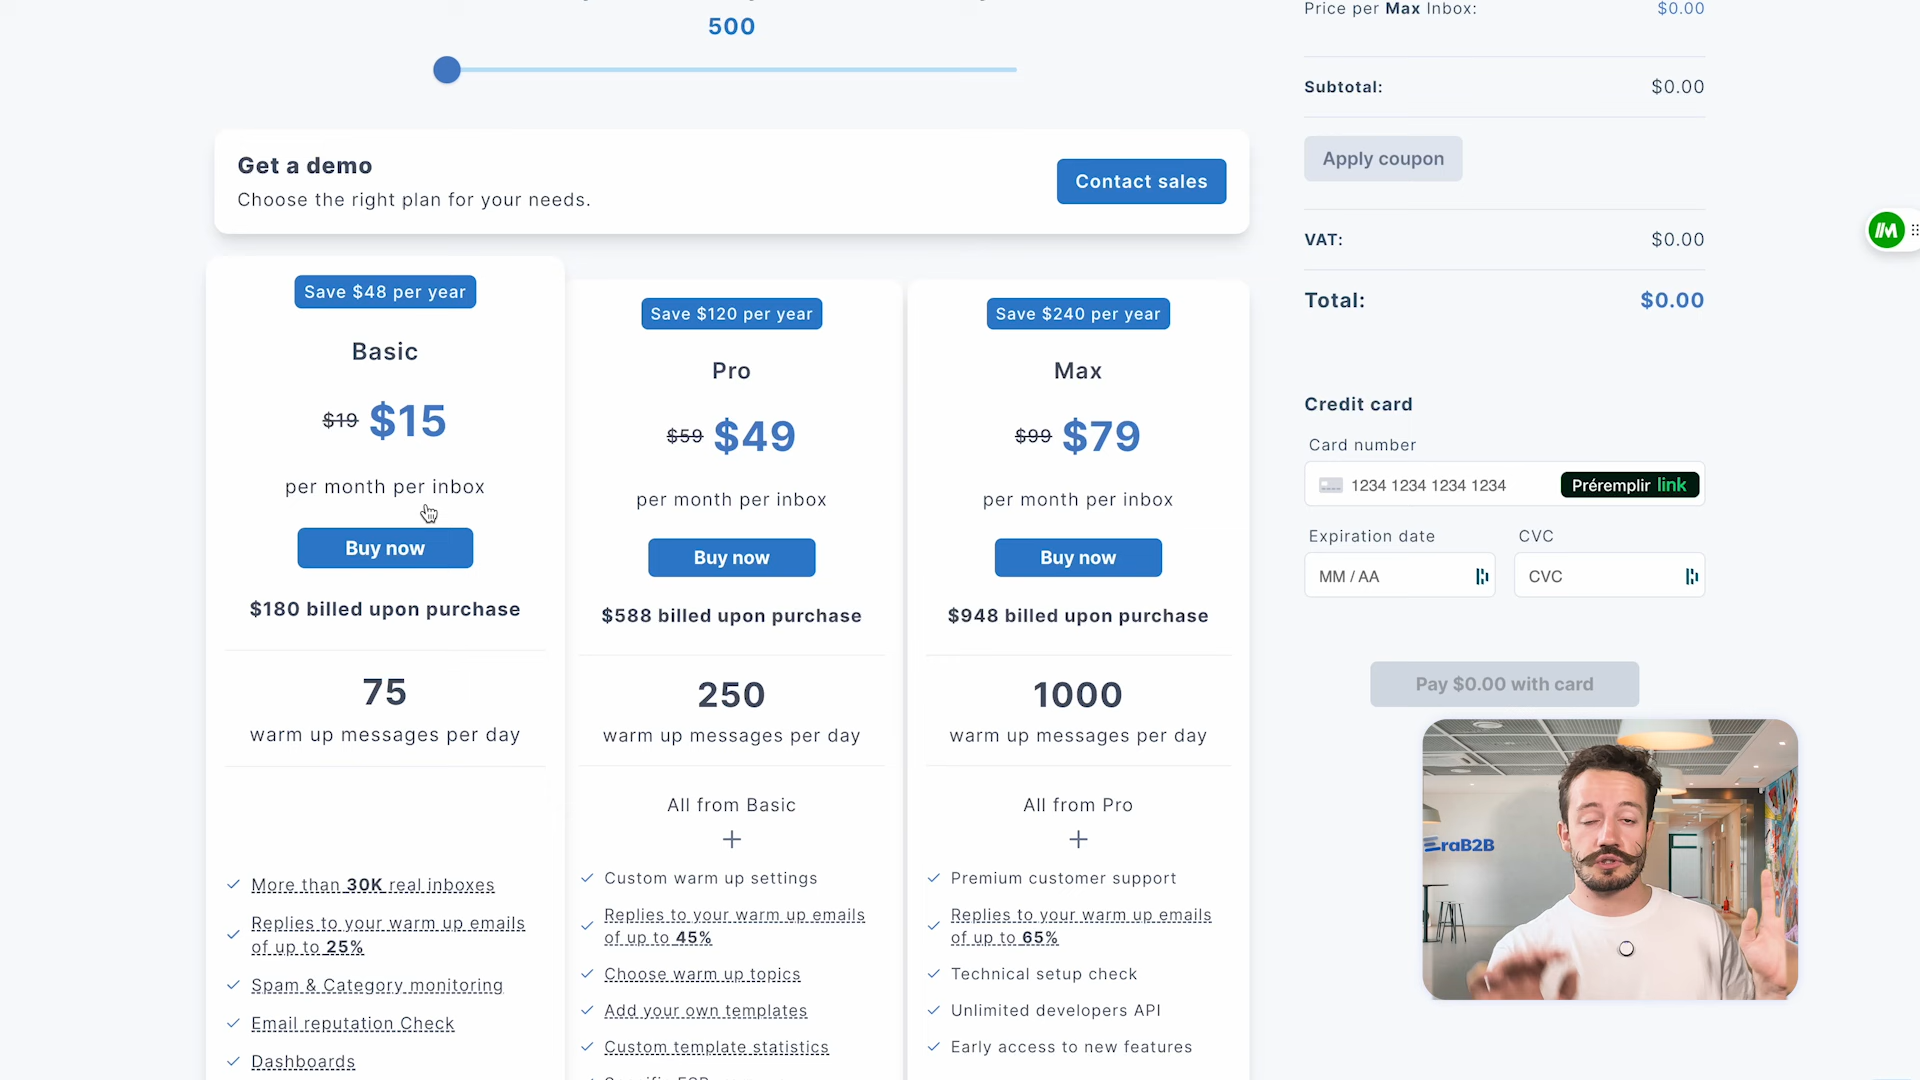 500
Get a demo
Choose the right plan for your needs.
Contact sales
Save $48 per year
Basic
$19 $15
per month per inbox
Buy now
$180 billed upon purchase
75
warm up messages per day
More than 30K real inboxes
Replies to your warm up emails
of up to 25%
Spam & Category monitoring
Email reputation Check
Dashboards
Save $120 per year
Pro
$59 $49
per month per inbox
Buy now
$588 billed upon purchase
250
warm up messages per day
All from Basic
+
Custom warm up settings
Replies to your warm up emails
of up to 45%
Choose warm up topics
Add your own templates
Custom template statistics
Save $240 per year
Max
$99 $79
per month per inbox
Buy now
$948 billed upon purchase
1000
warm up messages per day
All from Pro
+
Premium customer support
Replies to your warm up emails
of up to 65%
Technical setup check
Unlimited developers API
Early access to new features
Price per Max Inbox: $0.00
Subtotal: $0.00
Apply coupon
VAT: $0.00
Total: $0.00
Credit card
Card number
1234 1234 1234 1234 Préremplir link
Expiration date CVC
MM / AA CVC
Pay $0.00 with card
EraB2B